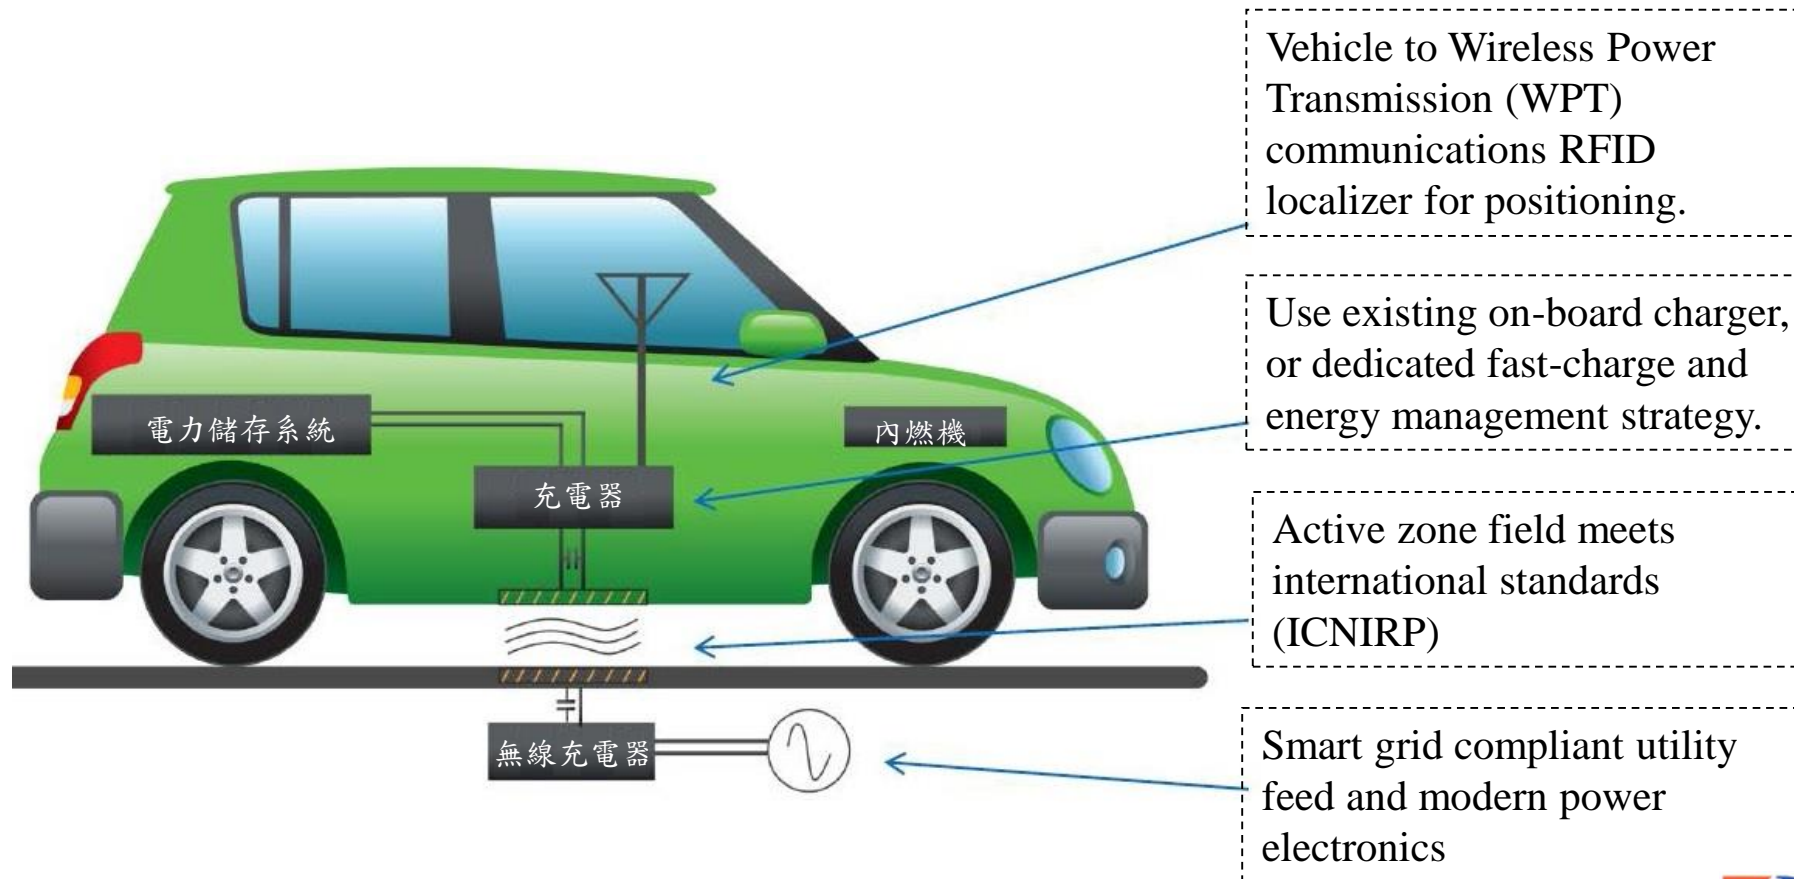 Vehicle to Wireless Power
Transmission (WPT)
communications RFID
localizer for positioning.
Use existing on-board charger,
or dedicated fast-charge and
energy management strategy.
電力儲存系統
內燃機
充電器
Active zone field meets
international standards
(ICNIRP)
無線充電器
Smart grid compliant utility
feed and modern power
electronics